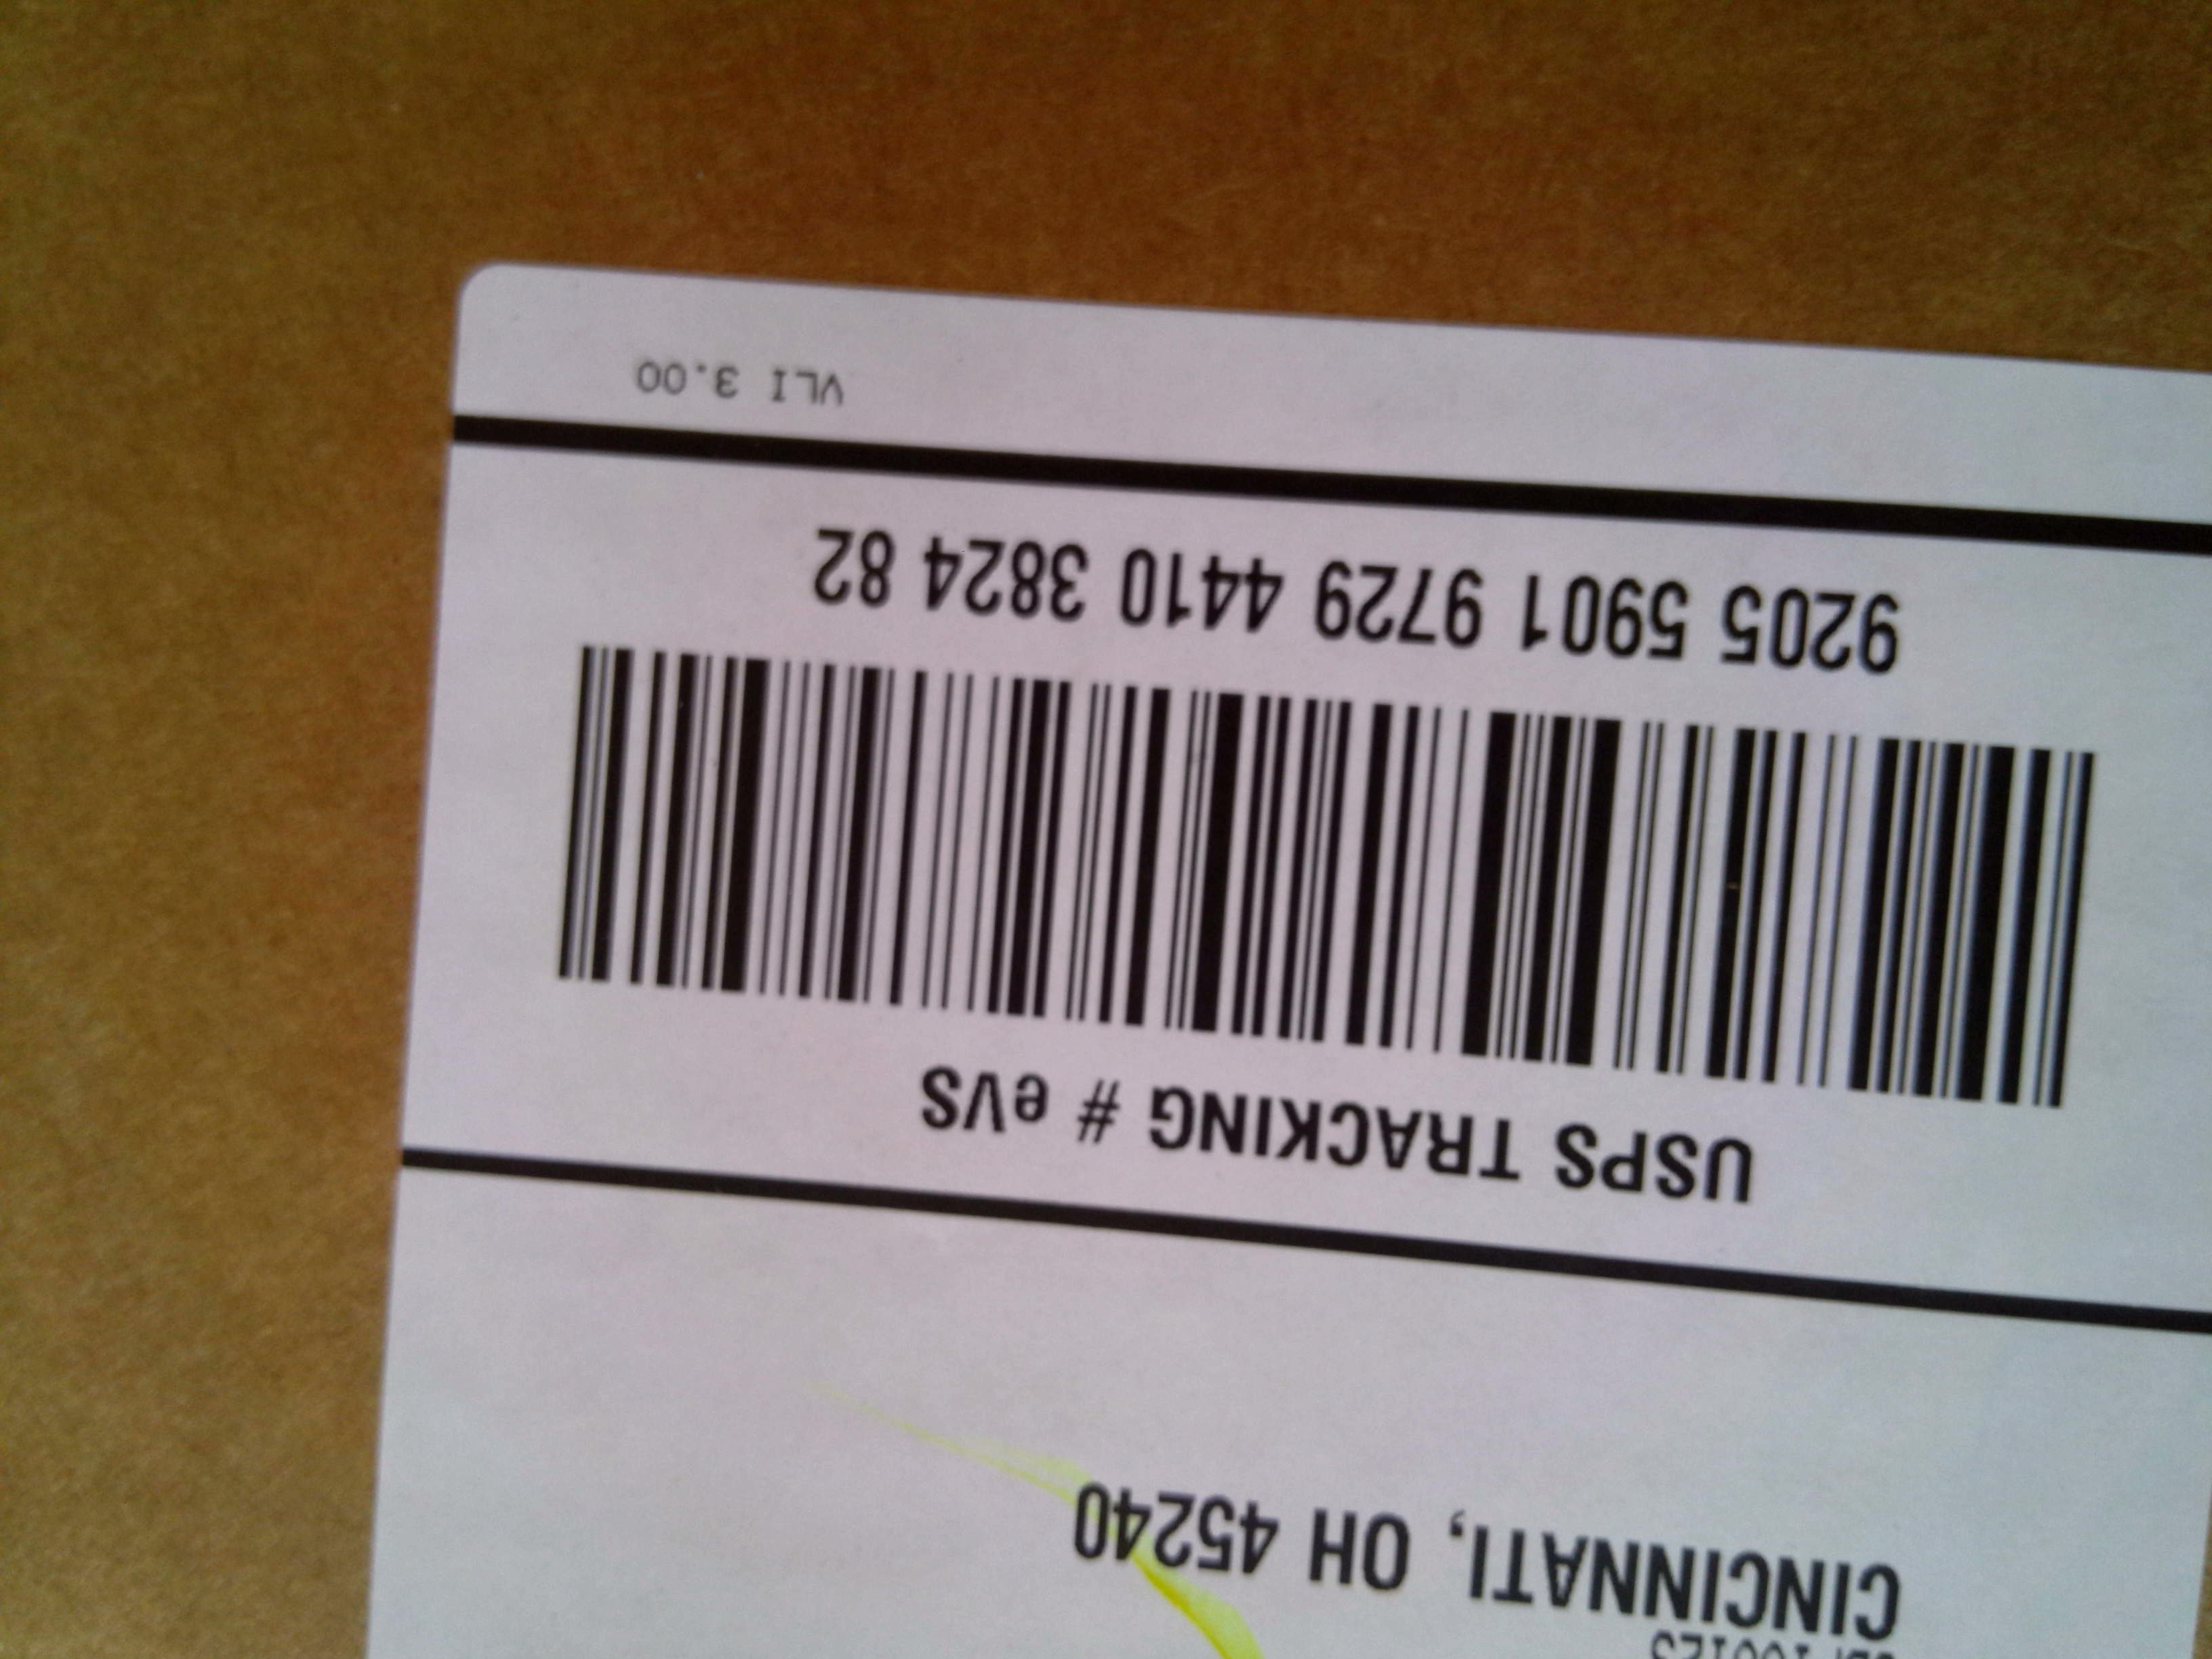 CINCINNATI, OH 45240
USPS TRACKING # eVS
9205 5901 9729 4410 3824 82
VLI 3.00